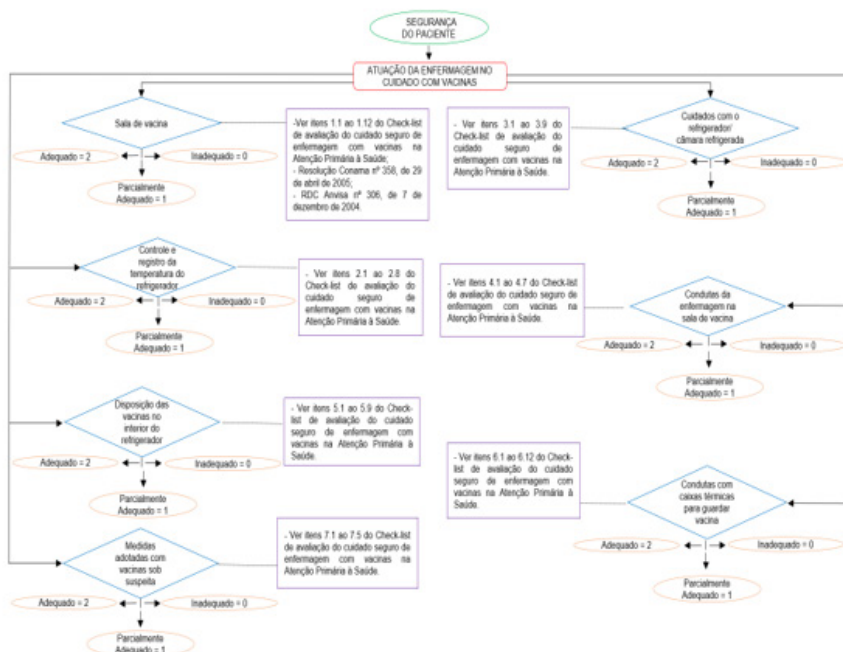 SEGURANÇA
DO PACIENTE
ATUAÇÃO DA ENFERMAGEM NO
CUIDADO COM VACINAS
Sala de vacina
Adequado = 2
Inadequado = 0
Parcialmente
Adequado = 1
-Ver itens 1.1 ao 1.12 do Check-list
de avaliação do cuidado seguro de
enfermagem com vacinas na
Atenção Primária à Saúde;
- Resolução Conama nº 358, de 29
de abril de 2005;
- RDC Anvisa nº 306, de 7 de
dezembro de 2004.
- Ver itens 3.1 ao 3.9 do
Check-list de avaliação do
cuidado seguro de
enfermagem com vacinas na
Atenção Primária à Saúde.
Cuidados com o
refrigerador/
câmara refrigerada
Adequado = 2
Inadequado = 0
Parcialmente
Adequado = 1
Controle e
registro da
temperatura do
refrigerador
Adequado = 2
Inadequado = 0
Parcialmente
Adequado = 1
- Ver itens 2.1 ao 2.8 do
Check-list de avaliação do
cuidado seguro de
enfermagem com vacinas na
Atenção Primária à Saúde.
- Ver itens 4.1 ao 4.7 do Check-list
de avaliação do cuidado seguro de
enfermagem com vacinas na
Atenção Primária à Saúde.
Condutas da
enfermagem na
sala de vacina
Adequado = 2
Inadequado = 0
Parcialmente
Adequado = 1
Disposição das
vacinas no
interior do
refrigerador
Adequado = 2
Inadequado = 0
Parcialmente
Adequado = 1
- Ver itens 5.1 ao 5.9 do Check-
list de avaliação do cuidado
seguro de enfermagem com
vacinas na Atenção Primária à
Saúde.
- Ver itens 6.1 ao 6.12 do Check-
list de avaliação do cuidado
seguro de enfermagem com
vacinas na Atenção Primária à
Saúde.
Condutas com
caixas térmicas
para guardar
vacina
Adequado = 2
Inadequado = 0
Parcialmente
Adequado = 1
Medidas
adotadas com
vacinas sob
suspeita
Adequado = 2
Inadequado = 0
Parcialmente
Adequado = 1
- Ver itens 7.1 ao 7.5 do Check-list
de avaliação do cuidado seguro de
enfermagem com vacinas na
Atenção Primária à Saúde.